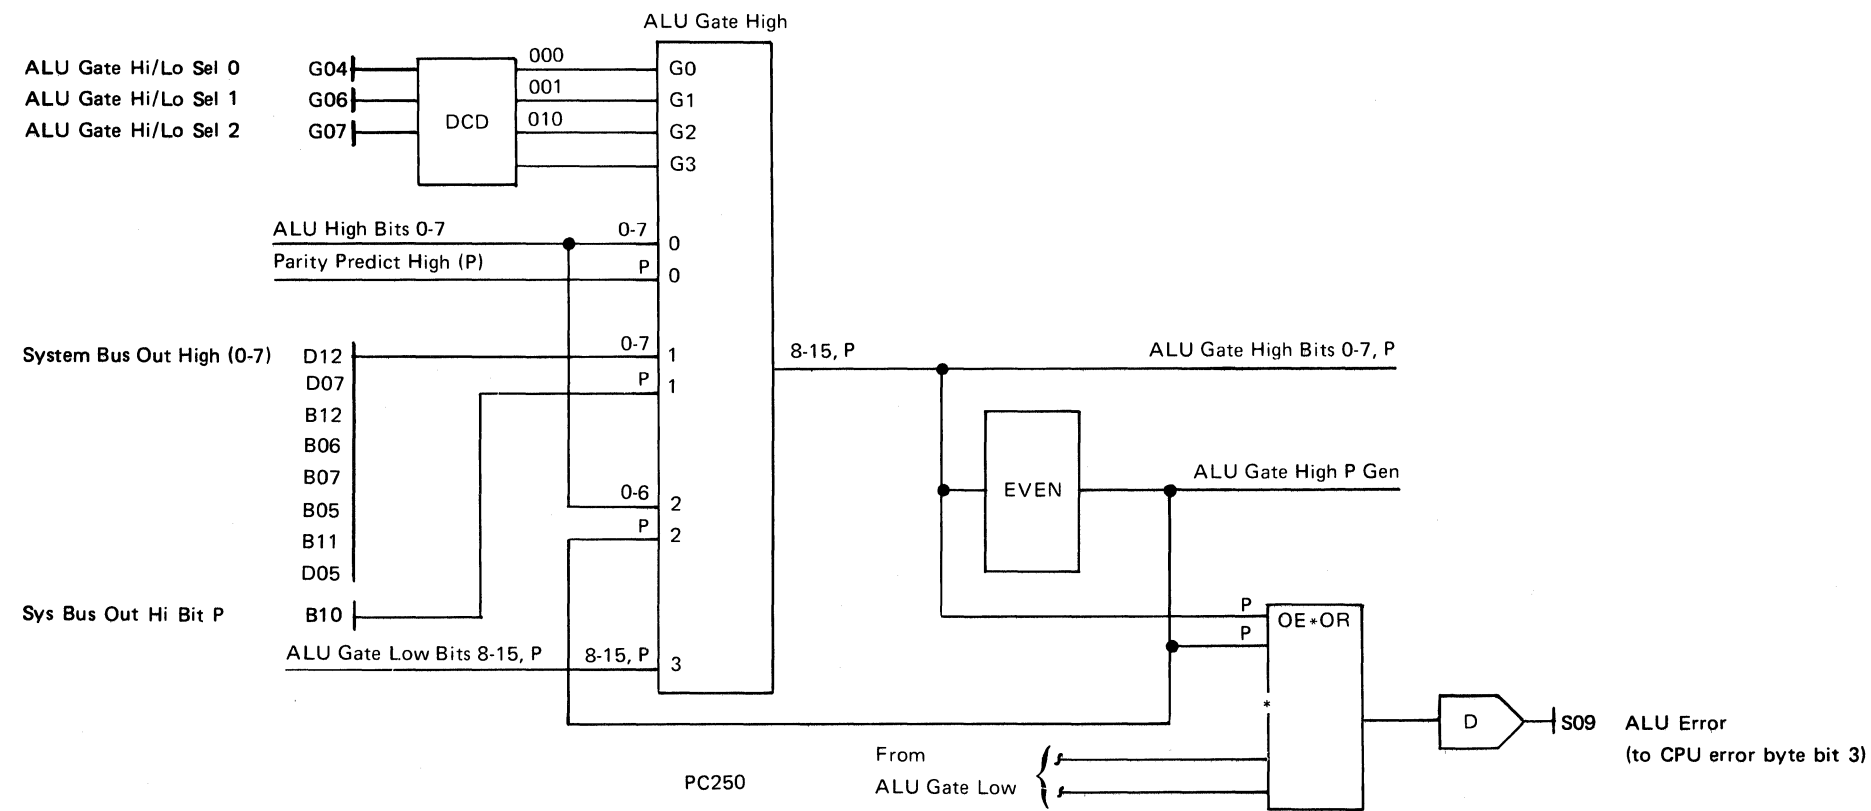 ALU Gate High
ALU Gate Hi/Lo Sel 0 G04 000 G0
ALU Gate Hi/Lo Sel 1 G06 001 G1
ALU Gate Hi/Lo Sel 2 G07 DCD 010 G2
G3
ALU High Bits 0-7 0-7 0
Parity Predict High (P) P 0
System Bus Out High (0-7) D12 0-7 1 8-15, P ALU Gate High Bits 0-7, P
D07 P 1
B12
B06
B07 ALU Gate High P Gen
0-6 2 EVEN
B05
P 2
B11
D05
Sys Bus Out Hi Bit P B10 P OE*OR
P
ALU Gate Low Bits 8-15, P 8-15, P 3
*
D S09 ALU Error
From (to CPU error byte bit 3)
PC250 ALU Gate Low